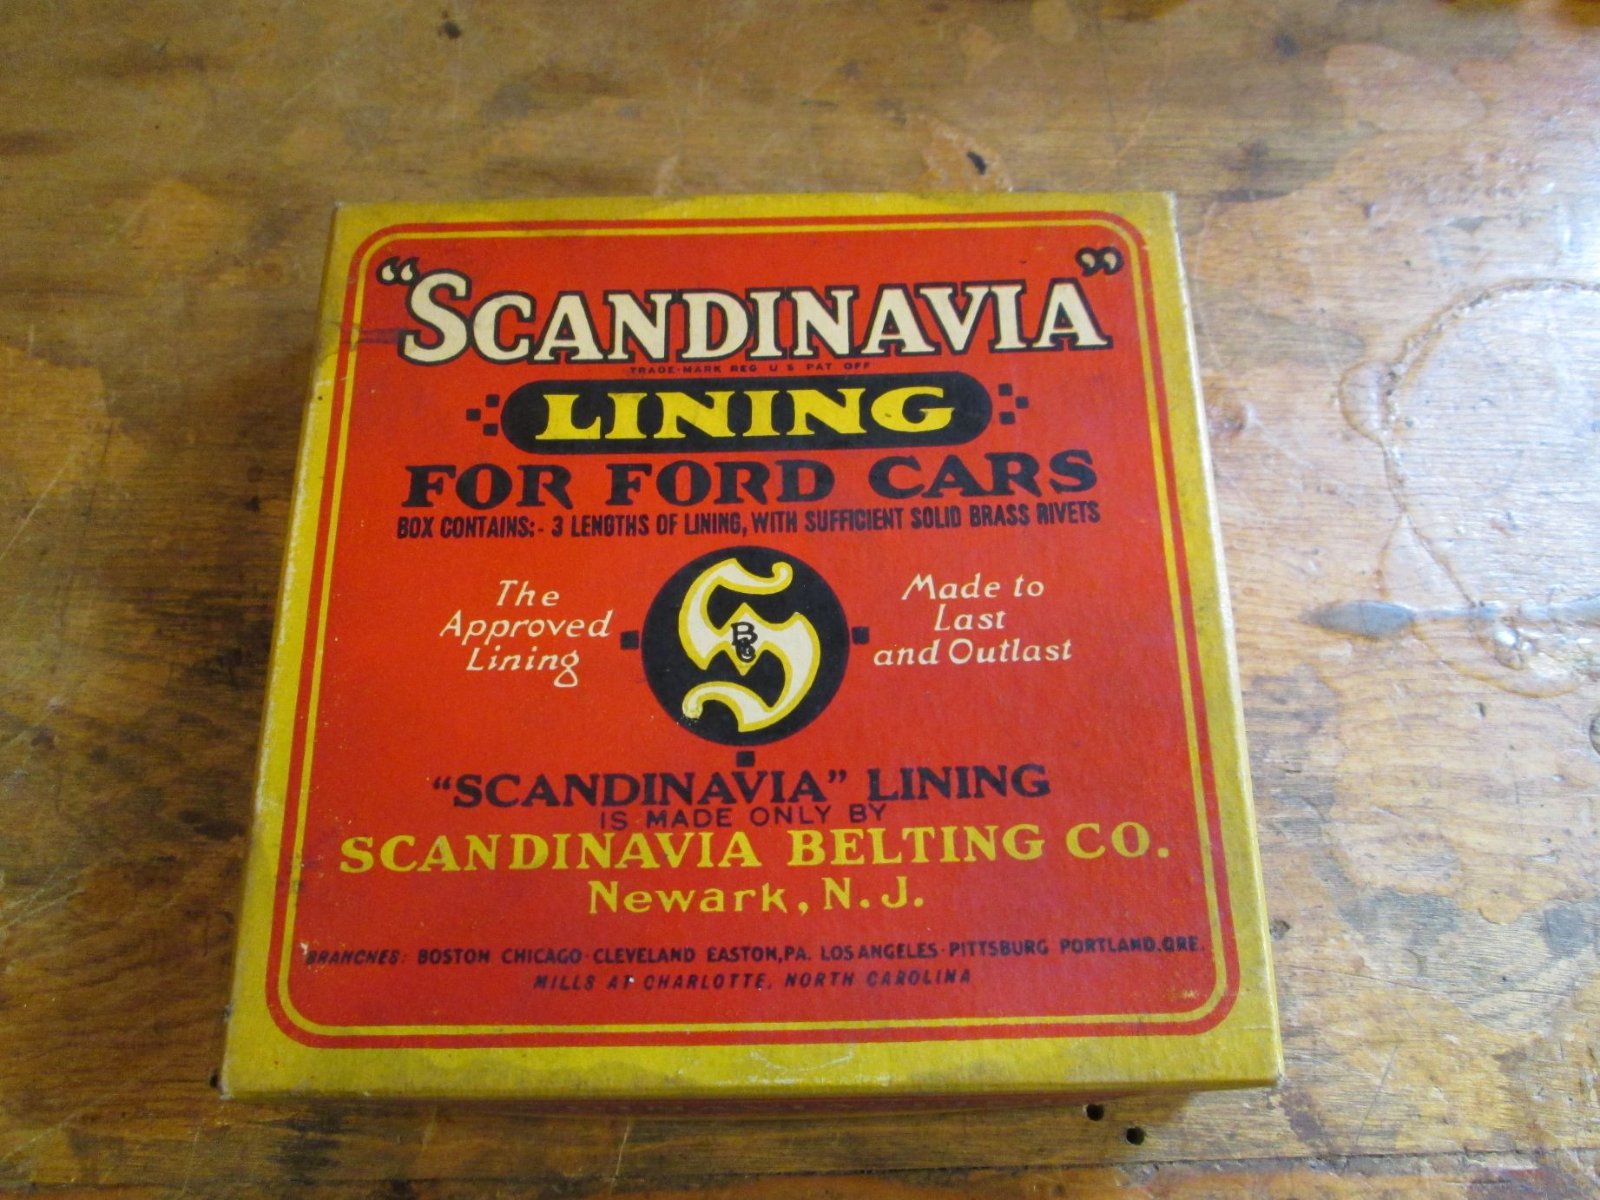 “SCANDINAVIA”
TRADE-MARK REG U S PAT OFF
LINING
FOR FORD CARS
BOX CONTAINS:- 3 LENGTHS OF LINING, WITH SUFFICIENT SOLID BRASS RIVETS
The
Approved
Lining
S
Made to
Last
and Outlast
“SCANDINAVIA” LINING
IS MADE ONLY BY
SCANDINAVIA BELTING CO.
Newark, N.J.
BRANCHES: BOSTON CHICAGO·CLEVELAND EASTON,PA. LOS ANGELES·PITTSBURG PORTLAND.ORE.
MILLS AT CHARLOTTE, NORTH CAROLINA